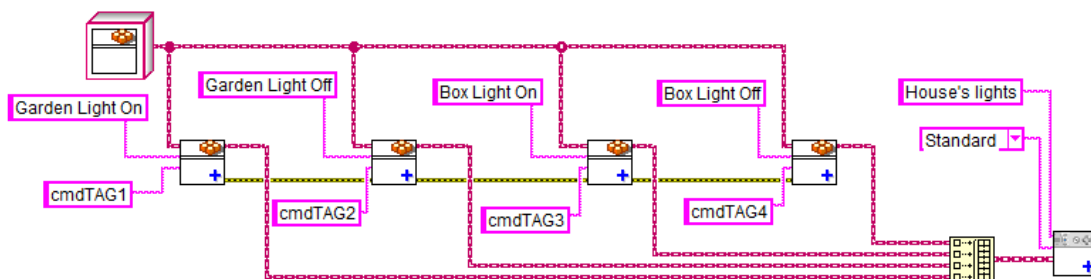 Garden Light On
Garden Light Off
Box Light On
Box Light Off
House's lights
Standard
cmdTAG1
cmdTAG2
cmdTAG3
cmdTAG4